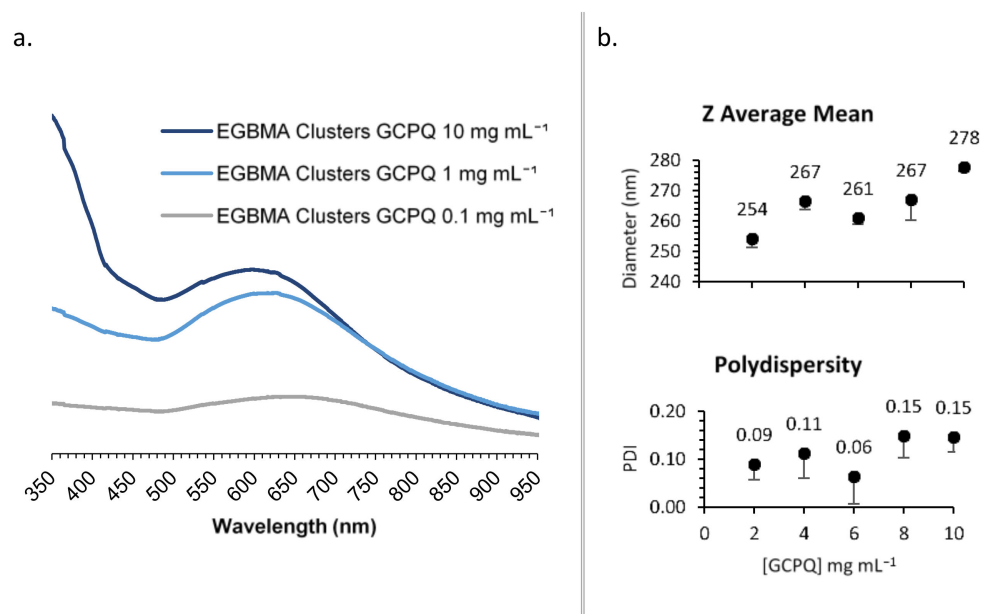 a.
EGBMA Clusters GCPQ 10 mg mL⁻¹
EGBMA Clusters GCPQ 1 mg mL⁻¹
EGBMA Clusters GCPQ 0.1 mg mL⁻¹
350 400 450 500 550 600 650 700 750 800 850 900 950
Wavelength (nm)
b.
Z Average Mean
Diameter (nm)
280
270
260
250
240
254 267 261 267 278
Polydispersity
PDI
0.20
0.10
0.00
0.09 0.11 0.06 0.15 0.15
0 2 4 6 8 10
[GCPQ] mg mL⁻¹